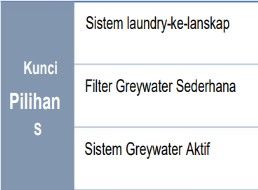 Kunci
Pilihan
S
Sistem laundry-ke-lanskap
Filter Greywater Sederhana
Sistem Greywater Aktif